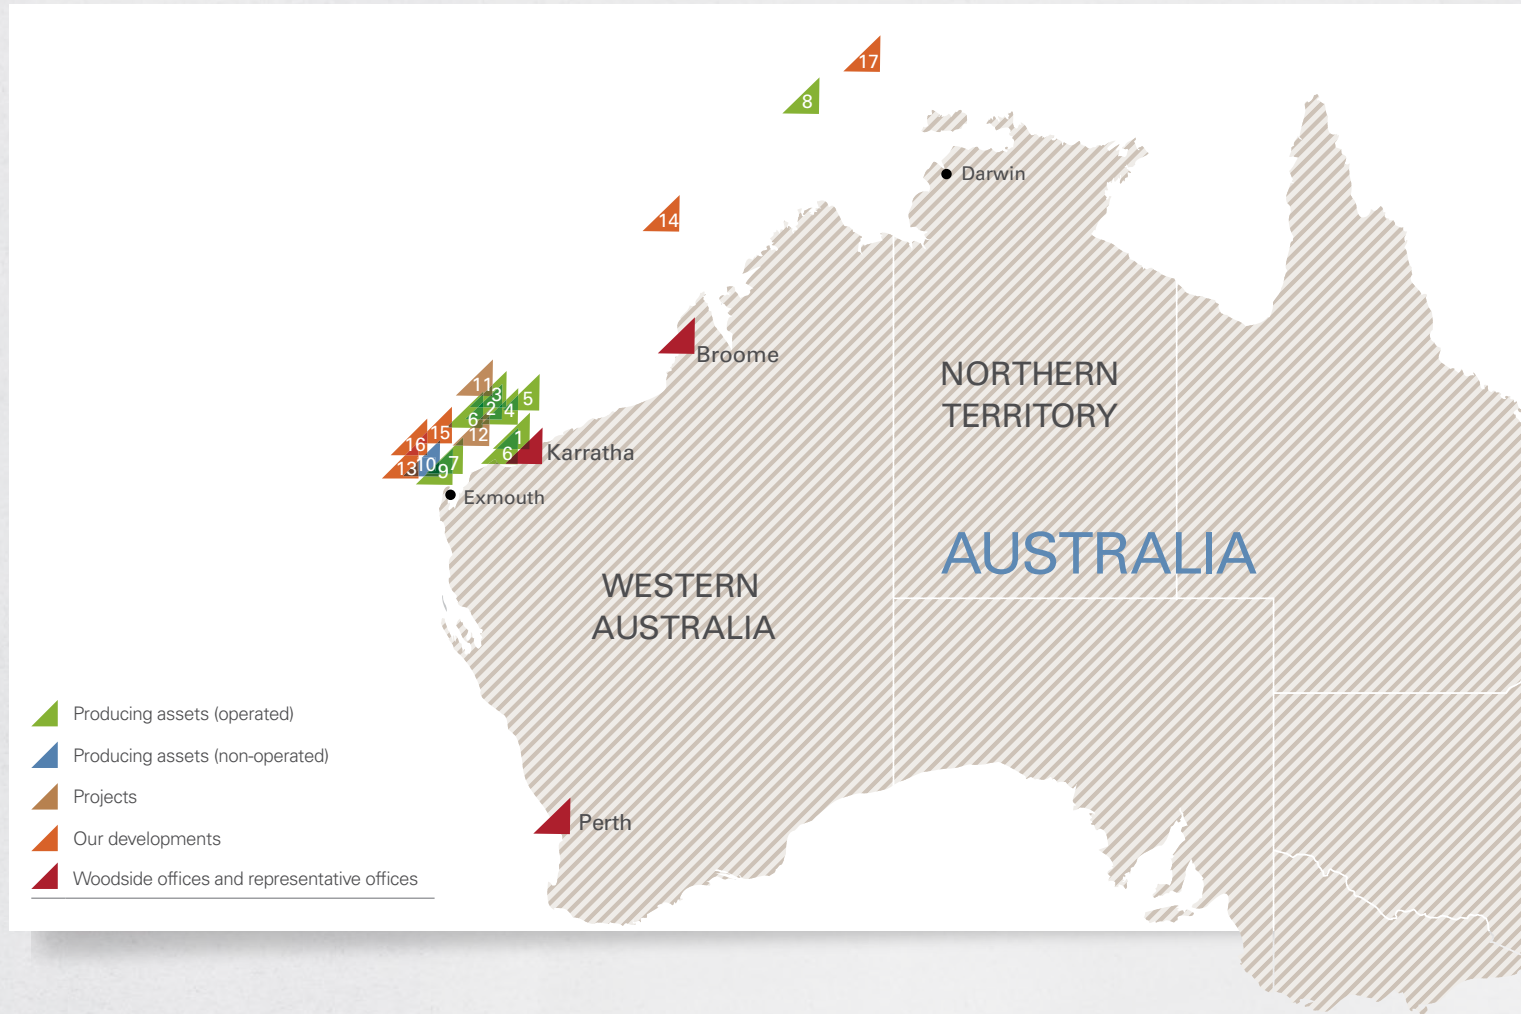 17
8
Darwin
14
Broome
11
3
5
2
4
6
NORTHERN
TERRITORY
15
12
1
16
6
Karratha
13
10
9
7
Exmouth
AUSTRALIA
WESTERN
AUSTRALIA
Producing assets (operated)
Producing assets (non-operated)
Projects
Our developments
Perth
Woodside offices and representative offices